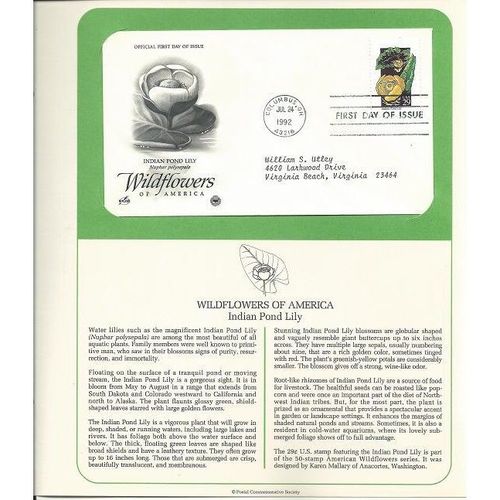 OFFICIAL FIRST DAY OF ISSUE
INDIAN POND LILY
Nuphar polysepala
Wildflowers
OF AMERICA
COLUMBUS, OH
JUL 24
1992
43216
FIRST DAY OF ISSUE
William S. Utley
4620 Larkwood Drive
Virginia Beach, Virginia 23464
WILDFLOWERS OF AMERICA
Indian Pond Lily
Water lilies such as the magnificent Indian Pond Lily
(Nuphar polysepala) are among the most beautiful of all
aquatic plants. Family members were well known to primi-
tive man, who saw in their blossoms signs of purity, resur-
rection, and immortality.
Floating on the surface of a tranquil pond or moving
stream, the Indian Pond Lily is a gorgeous sight. It is in
bloom from May to August in a range that extends from
South Dakota and Colorado westward to California and
north to Alaska. The plants glossy green, shield-
shaped leaves starred with large golden flowers.
The Indian Pond Lily is a vigorous plant that will grow in
deep, shaded, or running waters, including large lakes and
rivers. It has foliage both above the water surface and
below. The thick, floating green leaves are shaped like
broad shields and have a leathery texture. They often grow
up to 16 inches long. Those that are submerged are crisp,
beautifully translucent, and membranous.
Stunning Indian Pond Lily blossoms are globular shaped
and vaguely resemble giant buttercups up to six inches
across. They have multiple large sepals, usually numbering
about nine, that are a rich golden color, sometimes tinged
with red. The plant's greenish-yellow petals are considerably
smaller. The blossom gives off a strong, wine-like odor.
Root-like rhizomes of Indian Pond Lily are a source of food
for livestock. The healthful seeds can be roasted like pop-
corn and were once an important part of the diet of North-
west Indian tribes. But, for the most part, the plant is
prized as an ornamental that provides a spectacular accent
in garden or landscape settings. It enhances the margins of
shaded natural ponds and streams. Sometimes, it is also a
resident in cold-water aquariums, where its lovely sub-
merged foliage shows off to full advantage.
The 29¢ U.S. stamp featuring the Indian Pond Lily is part
of the 50-stamp American Wildflowers series. It was
designed by Karen Mallary of Anacortes, Washington.
© Postal Commemorative Society